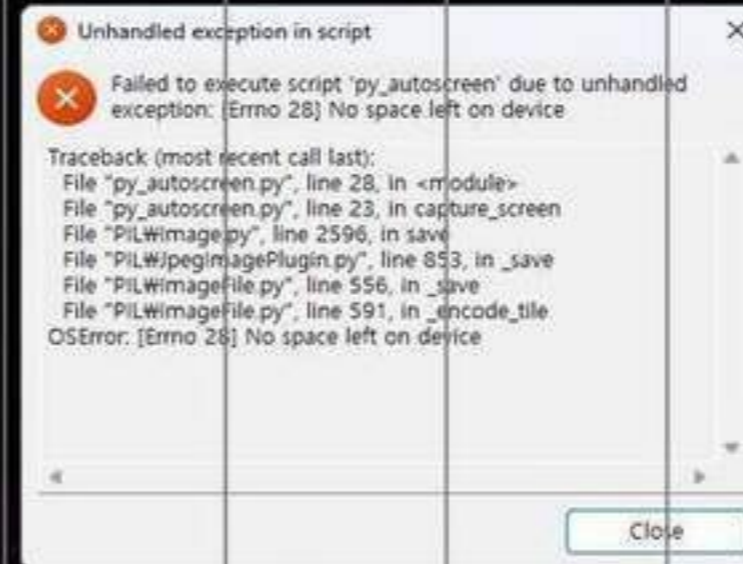 Unhandled exception in script
Failed to execute script 'py_autoscreen' due to unhandled
exception: [Errno 28] No space left on device
Traceback (most recent call last):
File "py_autoscreen.py", line 28, in <module>
File "py_autoscreen.py", line 23, in capture_screen
File "PIL₩Image.py", line 2596, in save
File "PIL₩JpegImagePlugin.py", line 853, in _save
File "PIL₩ImageFile.py", line 556, in _save
File "PIL₩ImageFile.py", line 591, in _encode_tile
OSError: [Errno 28] No space left on device
Close